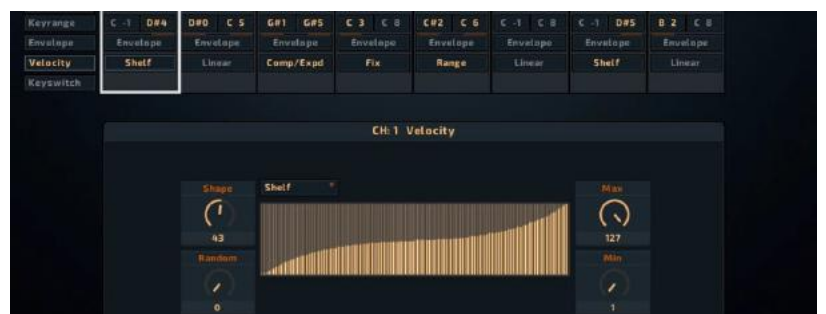 Keyrange C -1 D#4 D#0 C 5 G#1 G#5 C 3 C 8 C#2 C 6 C -1 C 8 C -1 D#5 B 2 C 8
Envelope Envelope Envelope Envelope Envelope Envelope Envelope Envelope Envelope
Velocity Shelf Linear Comp/Expd Fix Range Linear Shelf Linear
Keyswitch
CH: 1 Velocity
Shape Shelf Max
43 127
Random Min
0 1